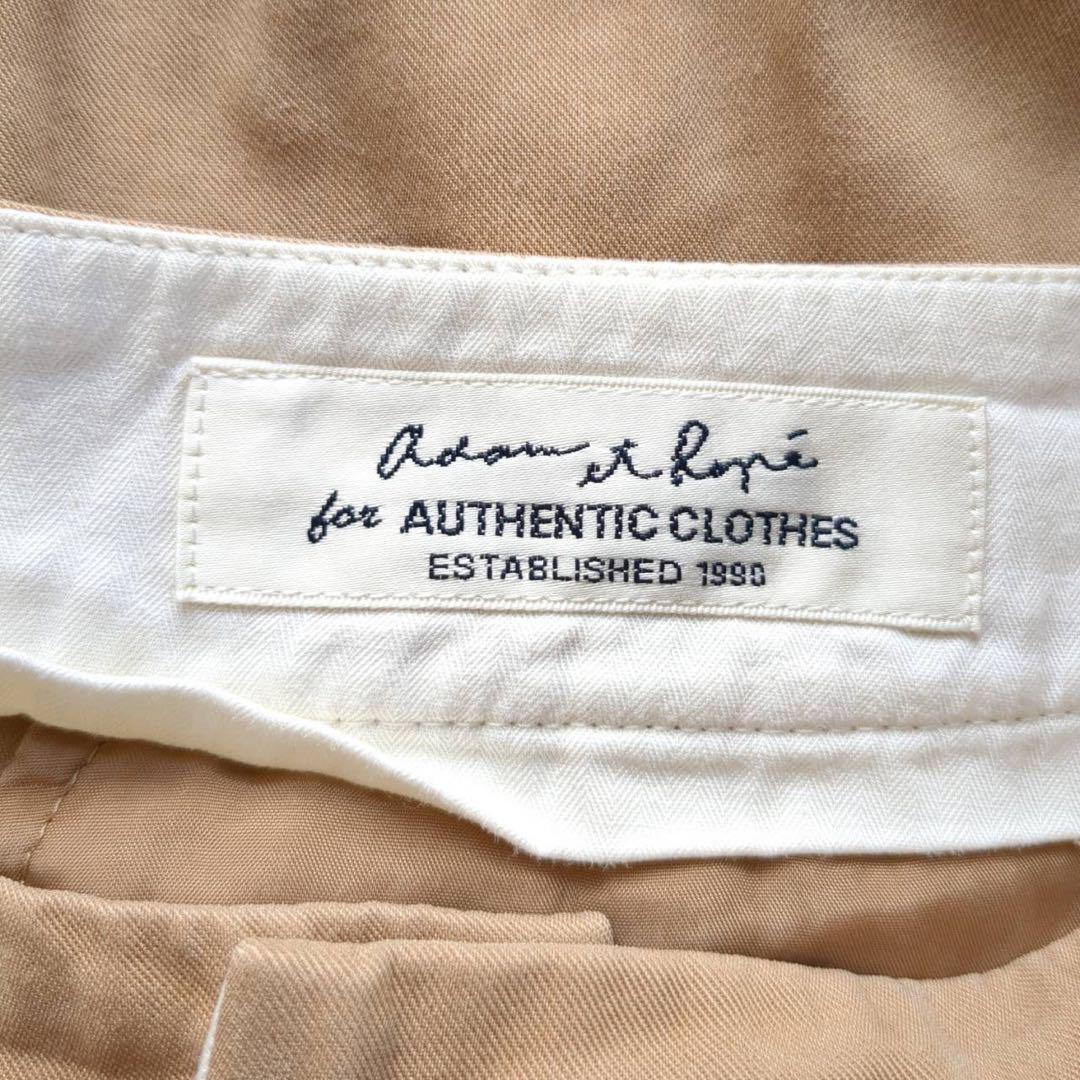 Adam et Ropé
for AUTHENTIC CLOTHES
ESTABLISHED 1990